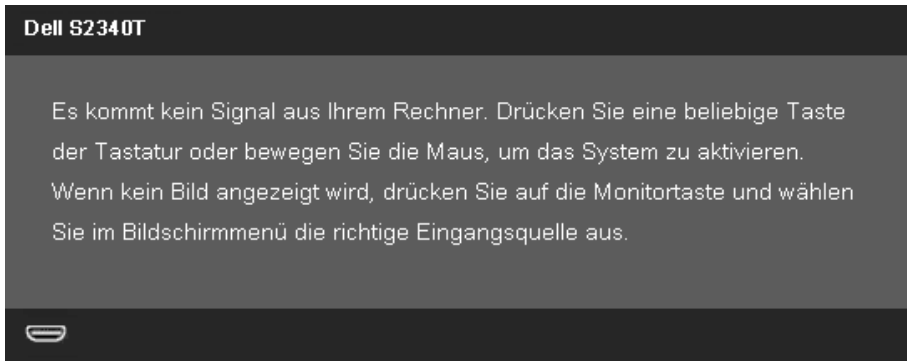 Dell S2340T
Es kommt kein Signal aus Ihrem Rechner. Drücken Sie eine beliebige Taste
der Tastatur oder bewegen Sie die Maus, um das System zu aktivieren.
Wenn kein Bild angezeigt wird, drücken Sie auf die Monitortaste und wählen
Sie im Bildschirmmenü die richtige Eingangsquelle aus.